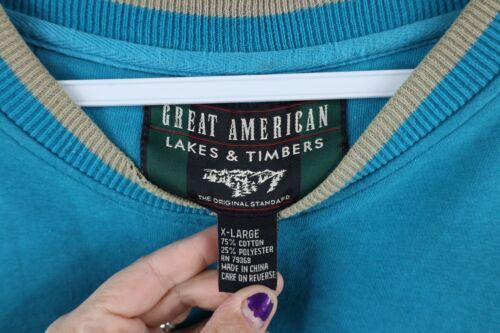 GREAT AMERICAN
LAKES & TIMBERS
THE ORIGINAL STANDARD
X-LARGE
75% COTTON
25% POLYESTER
RN 79368
MADE IN CHINA
CARE ON REVERSE